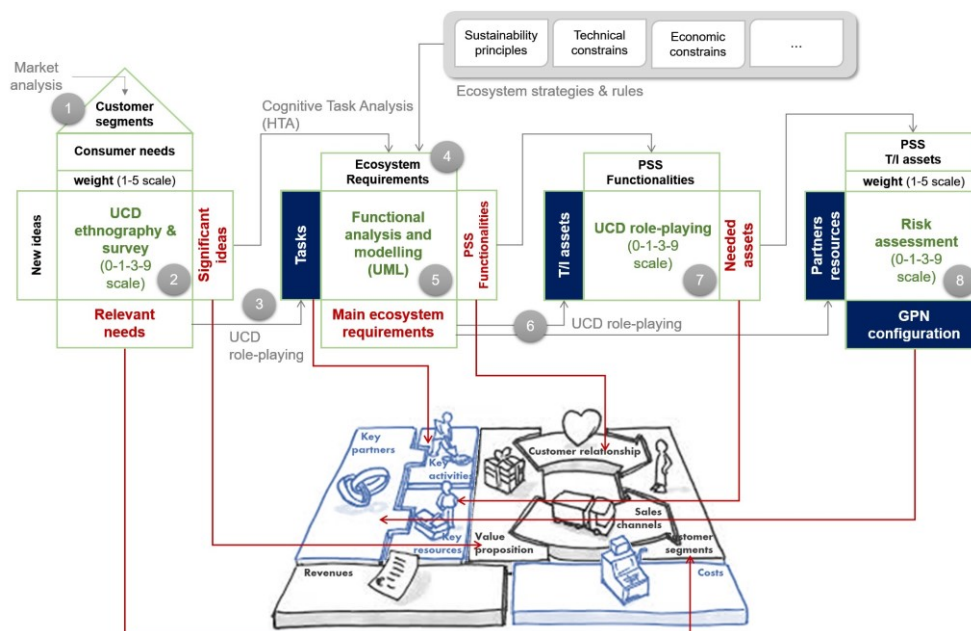 Sustainability
principles
Technical
constrains
Economic
constrains
...
Ecosystem strategies & rules
Market
analysis
1
Customer
segments
Consumer needs
weight (1-5 scale)
New ideas
UCD
ethnography &
survey
(0-1-3-9
scale)
2
Significant
ideas
Relevant
needs
Cognitive Task Analysis
(HTA)
3
UCD
role-playing
4
Ecosystem
Requirements
Tasks
Functional
analysis and
modelling
(UML)
5
PSS
Functionalities
Main ecosystem
requirements
6
UCD role-playing
PSS
Functionalities
T/I assets
UCD role-playing
(0-1-3-9
scale)
7
Needed
assets
PSS
T/I assets
weight (1-5 scale)
Partners
resources
Risk
assessment
(0-1-3-9
scale)
8
GPN
configuration
Key
partners
Key
activities
Customer relationship
Key
resources
Value
proposition
Sales
channels
Customer
segments
Revenues
Costs